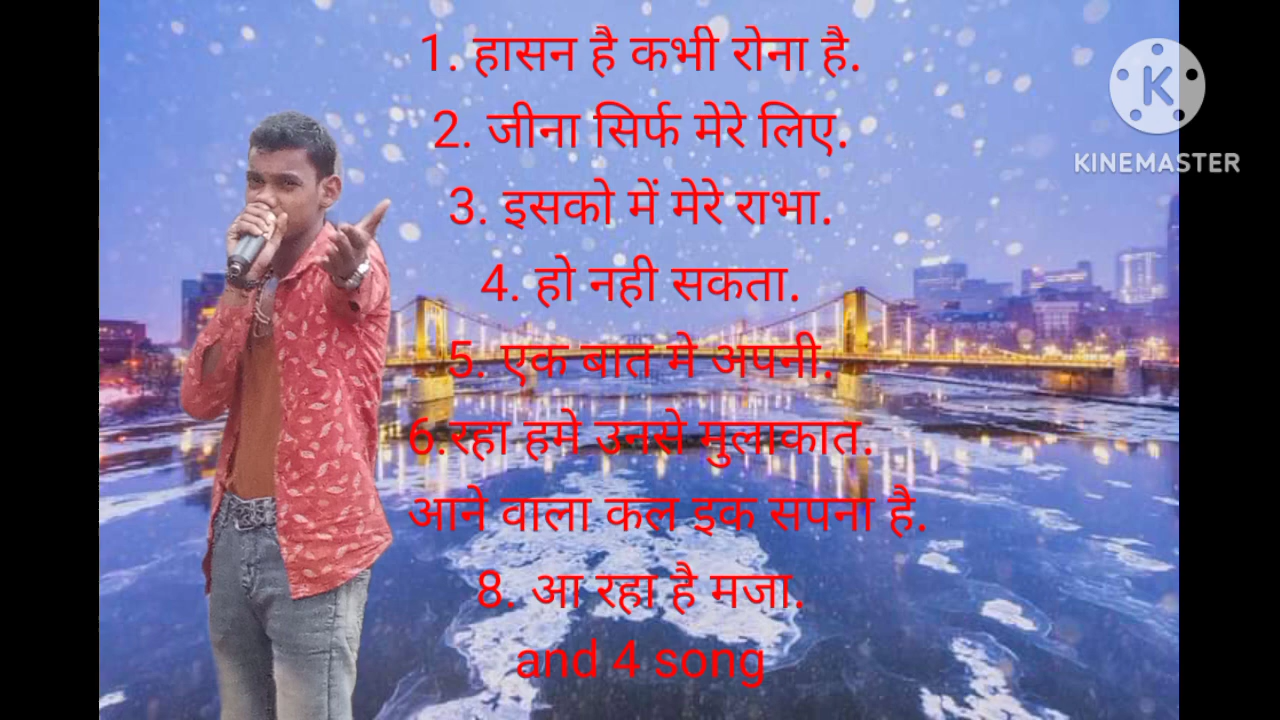 1. हासन है कभी रोना है.
2. जीना सिर्फ मेरे लिए.
3. इसको में मेरे राभा.
4. हो नही सकता.
5. एक बात मे अपनी.
6.रहा हमे उनसे मुलाकात.
आने वाला कल इक सपना है.
8. आ रहा है मजा.
and 4 song
K
KINEMASTER